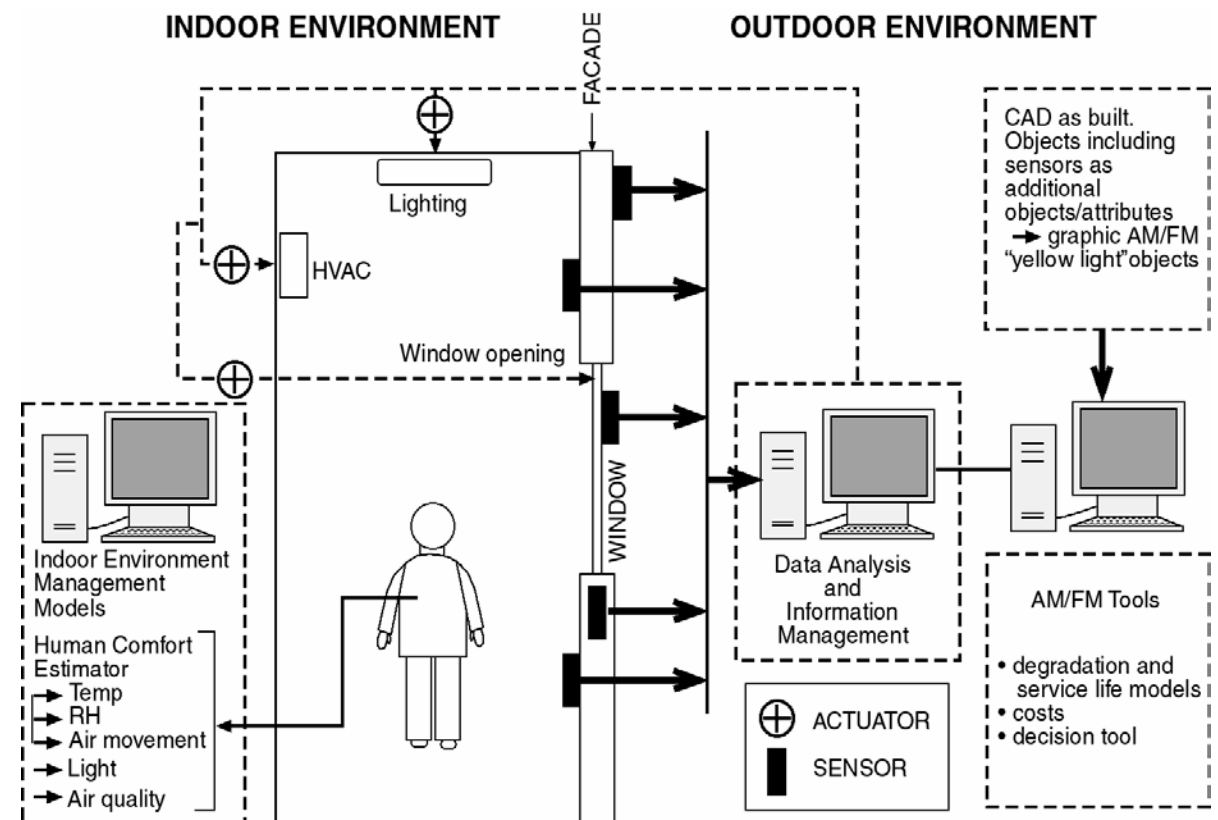 INDOOR ENVIRONMENT
OUTDOOR ENVIRONMENT
FACADE
Lighting
HVAC
Window opening
WINDOW
CAD as built.
Objects including
sensors as
additional
objects/attributes
graphic AM/FM
“yellow light”objects
Indoor Environment
Management
Models
Human Comfort
Estimator
Temp
RH
Air movement
Light
Air quality
Data Analysis
and
Information
Management
AM/FM Tools
• degradation and
service life models
• costs
• decision tool
ACTUATOR
SENSOR